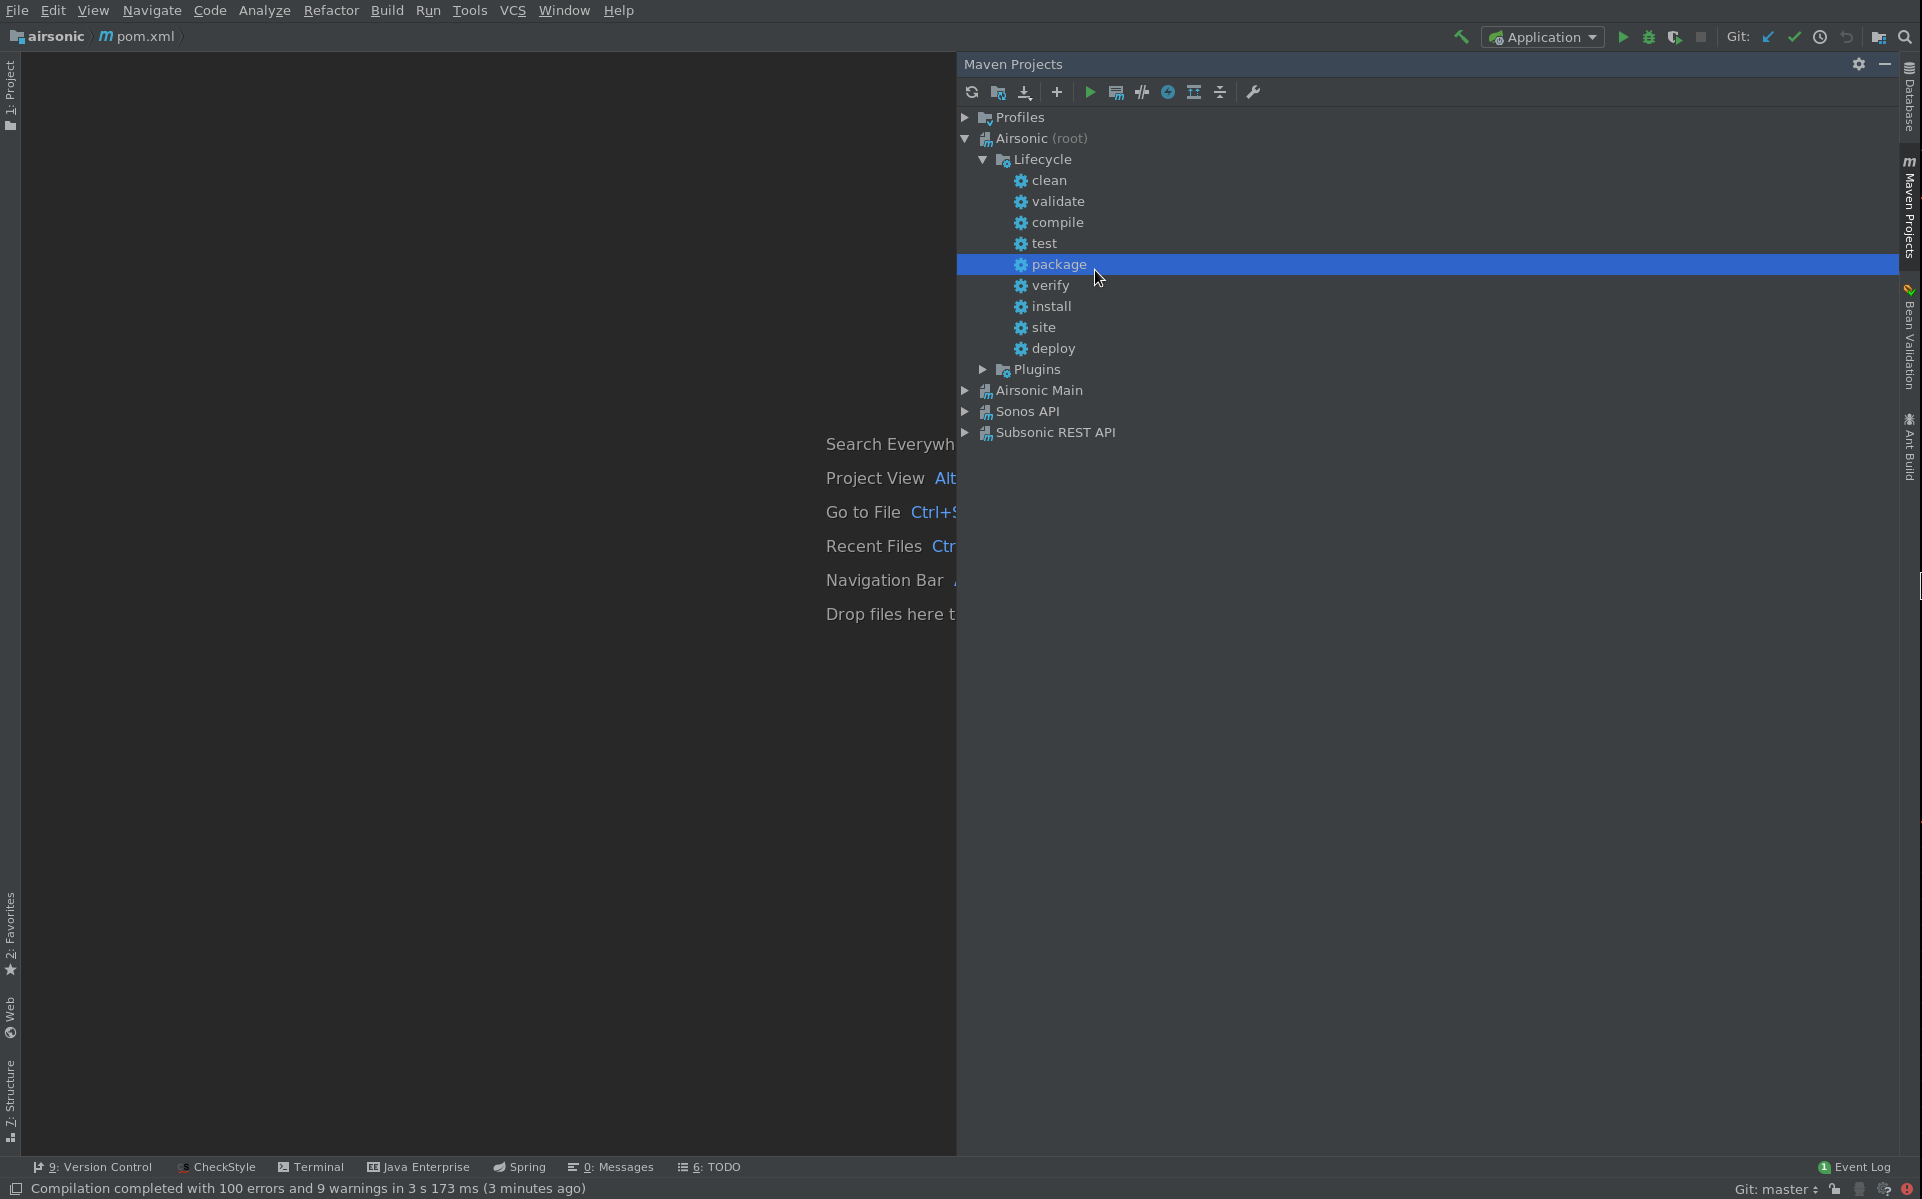 File Edit View Navigate Code Analyze Refactor Build Run Tools VCS Window Help
airsonic pom.xml
Application Git:
1: Project
Maven Projects
Profiles
Airsonic (root)
Lifecycle
clean
validate
compile
test
package
verify
install
site
deploy
Plugins
Airsonic Main
Sonos API
Subsonic REST API
Search Everywh
Project View Alt
Go to File Ctrl+S
Recent Files Ctr
Navigation Bar
Drop files here t
Database
Maven Projects
Bean Validation
Ant Build
2: Favorites
Web
7: Structure
9: Version Control CheckStyle Terminal Java Enterprise Spring 0: Messages 6: TODO 1 Event Log
Compilation completed with 100 errors and 9 warnings in 3 s 173 ms (3 minutes ago) Git: master